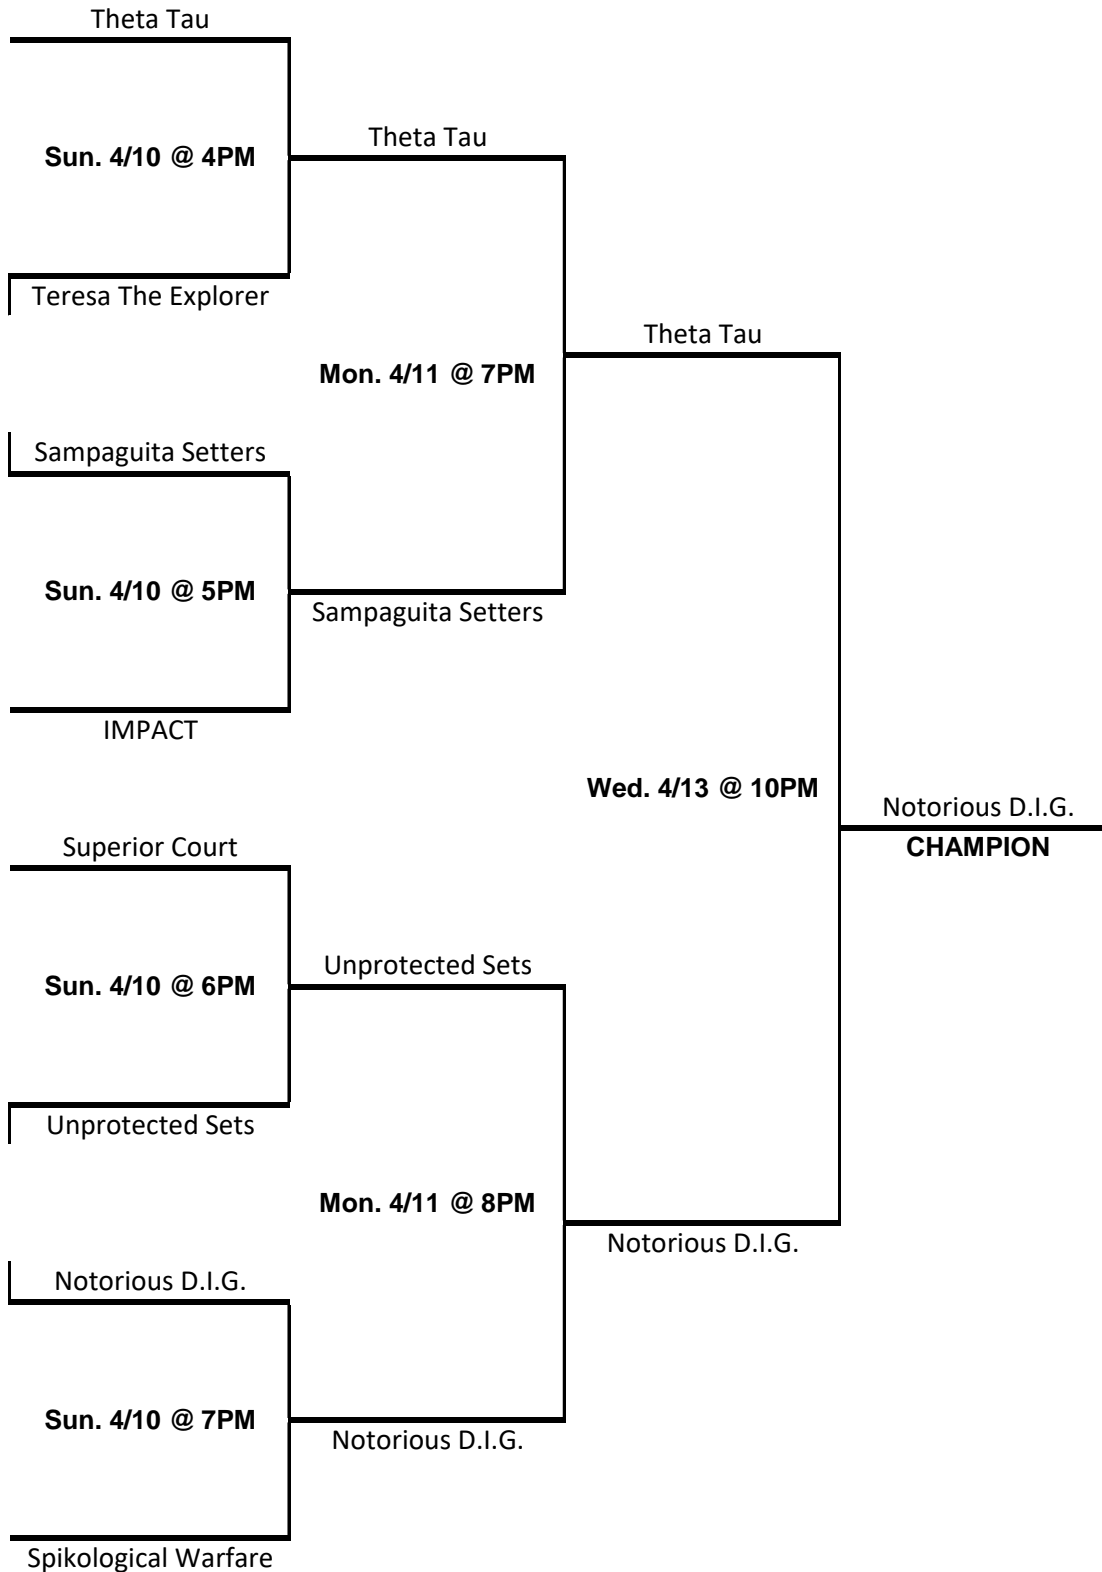 Theta Tau
Sun. 4/10 @ 4PM
Theta Tau
Teresa The Explorer
Theta Tau
Mon. 4/11 @ 7PM
Sampaguita Setters
Sun. 4/10 @ 5PM
Sampaguita Setters
IMPACT
Wed. 4/13 @ 10PM
Notorious D.I.G.
CHAMPION
Superior Court
Unprotected Sets
Sun. 4/10 @ 6PM
Unprotected Sets
Mon. 4/11 @ 8PM
Notorious D.I.G.
Notorious D.I.G.
Sun. 4/10 @ 7PM
Notorious D.I.G.
Spikological Warfare